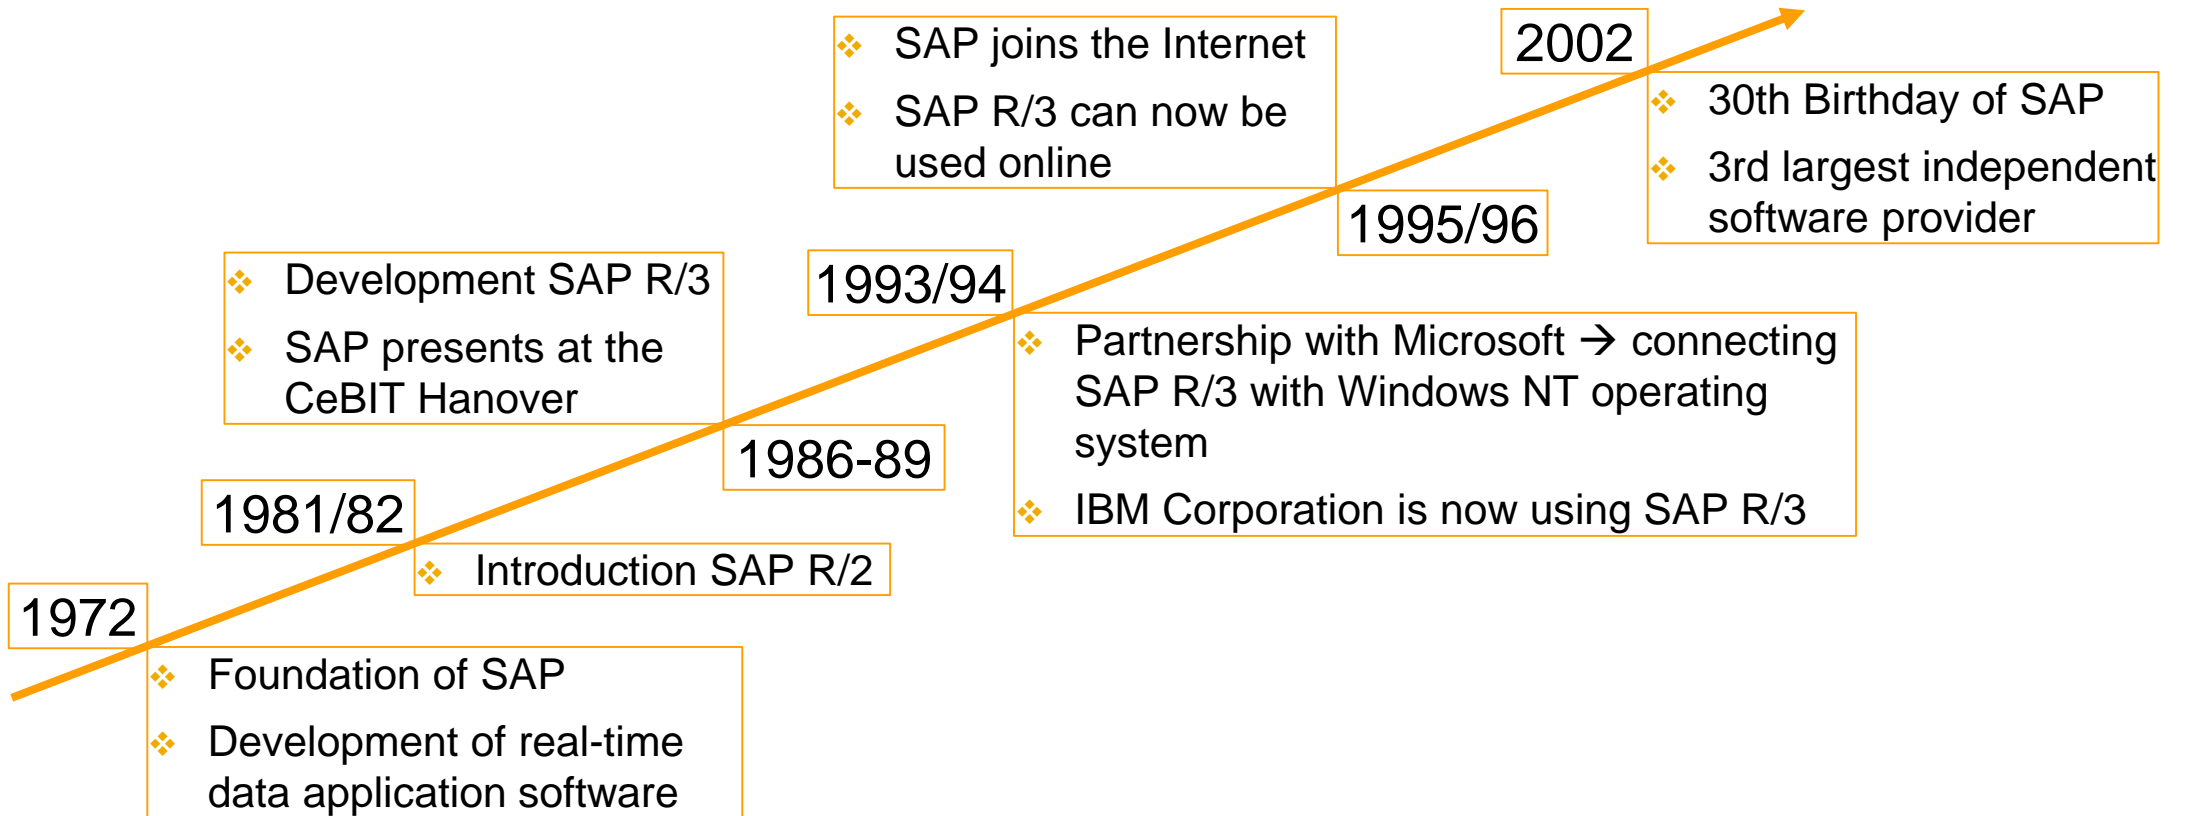 1972
❖ Foundation of SAP
❖ Development of real-time
data application software
1981/82
❖ Introduction SAP R/2
1986-89
❖ Development SAP R/3
❖ SAP presents at the
CeBIT Hanover
1993/94
❖ Partnership with Microsoft → connecting
SAP R/3 with Windows NT operating
system
❖ IBM Corporation is now using SAP R/3
1995/96
❖ SAP joins the Internet
❖ SAP R/3 can now be
used online
2002
❖ 30th Birthday of SAP
❖ 3rd largest independent
software provider